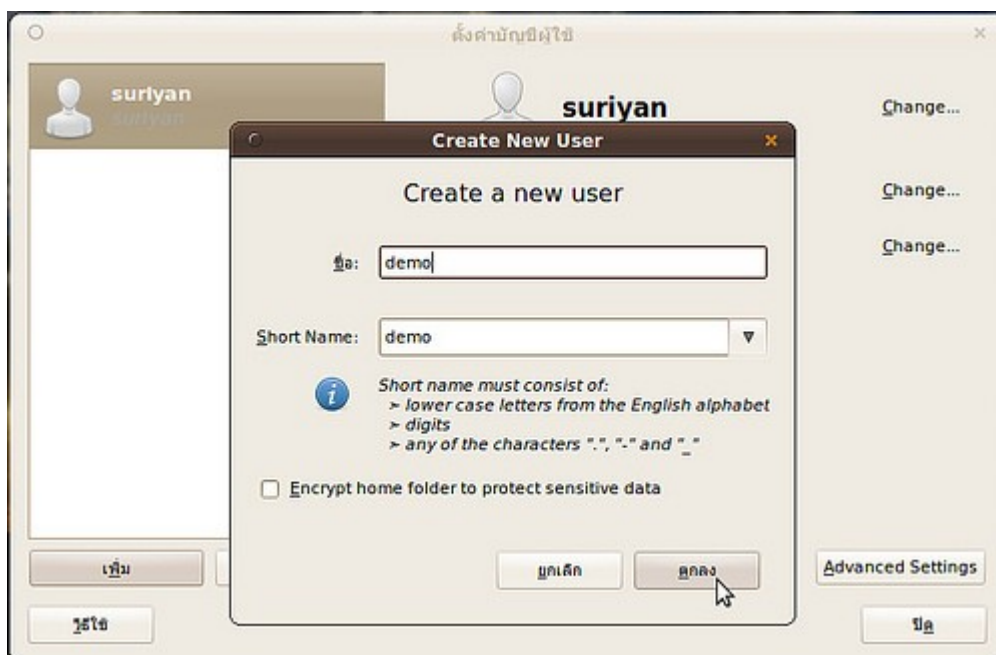 ตั้งค่าบัญชีผู้ใช้
suriyan
suriyan
suriyan
Change...
Create New User
Create a new user
Change...
ชื่อ: demo
Change...
Short Name: demo
Short name must consist of:
➢ lower case letters from the English alphabet
➢ digits
➢ any of the characters ".", "-" and "_"
Encrypt home folder to protect sensitive data
เพิ่ม
ยกเลิก
ตกลง
Advanced Settings
วิธีใช้
ปิด